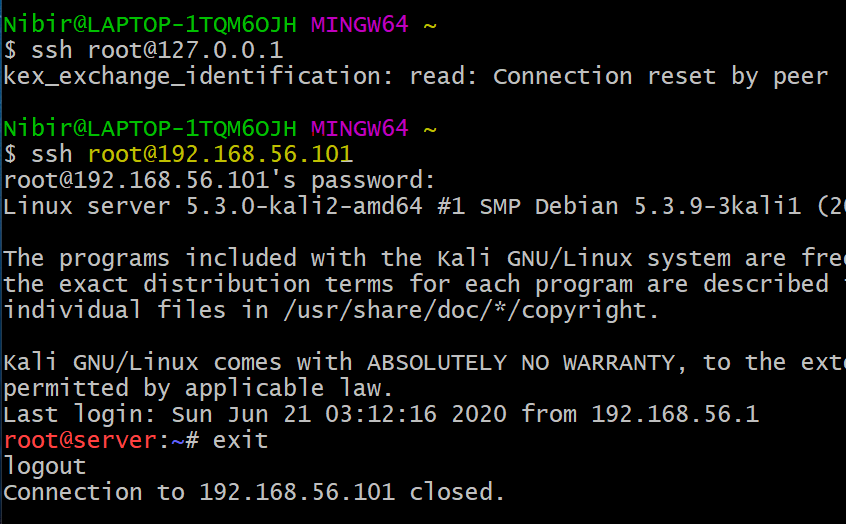 Nibir@LAPTOP-1TQM6OJH MINGW64 ~
$ ssh root@127.0.0.1
kex_exchange_identification: read: Connection reset by peer
Nibir@LAPTOP-1TQM6OJH MINGW64 ~
$ ssh root@192.168.56.101
root@192.168.56.101's password:
Linux server 5.3.0-kali2-amd64 #1 SMP Debian 5.3.9-3kali1 (20
The programs included with the Kali GNU/Linux system are free
the exact distribution terms for each program are described i
individual files in /usr/share/doc/*/copyright.
Kali GNU/Linux comes with ABSOLUTELY NO WARRANTY, to the exte
permitted by applicable law.
Last login: Sun Jun 21 03:12:16 2020 from 192.168.56.1
root@server:~# exit
logout
Connection to 192.168.56.101 closed.